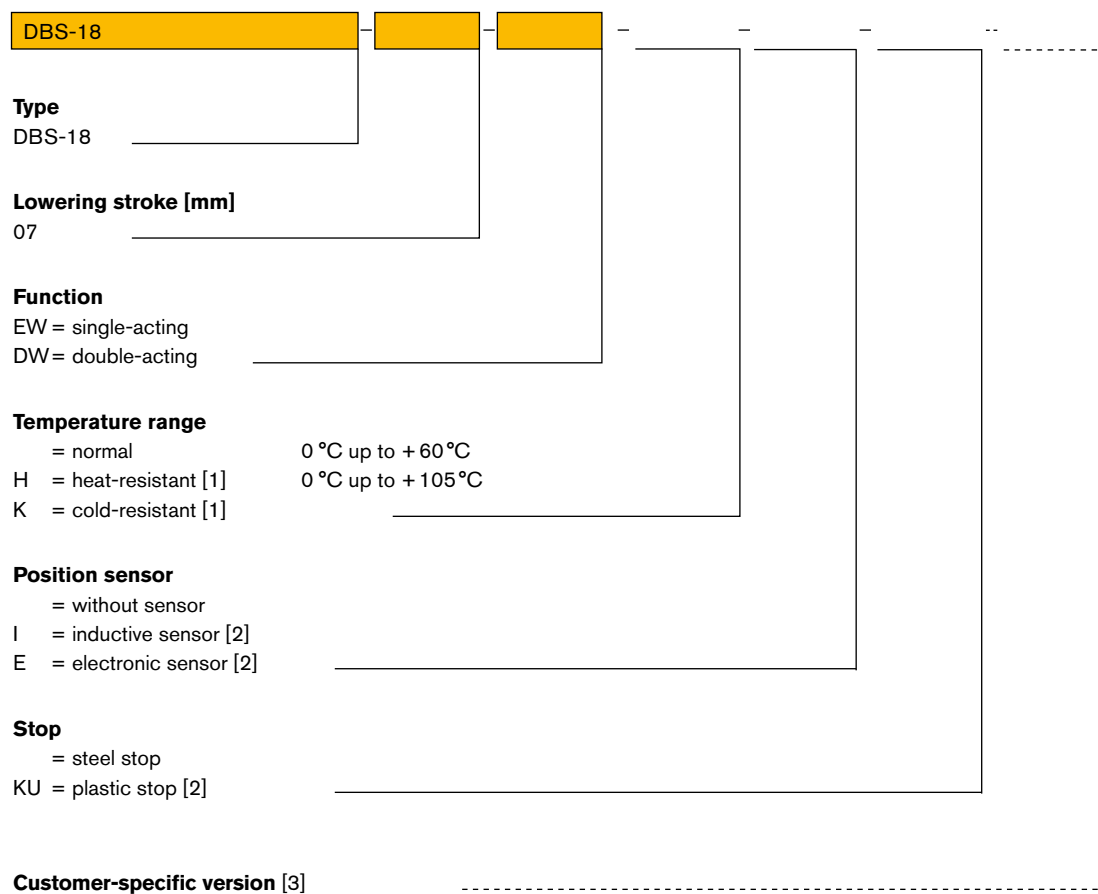 DBS-18 – – – – – --
Type
DBS-18
Lowering stroke [mm]
07
Function
EW = single-acting
DW = double-acting
Temperature range
= normal 0 °C up to +60 °C
H = heat-resistant [1] 0 °C up to +105 °C
K = cold-resistant [1]
Position sensor
= without sensor
I = inductive sensor [2]
E = electronic sensor [2]
Stop
= steel stop
KU = plastic stop [2]
Customer-specific version [3]